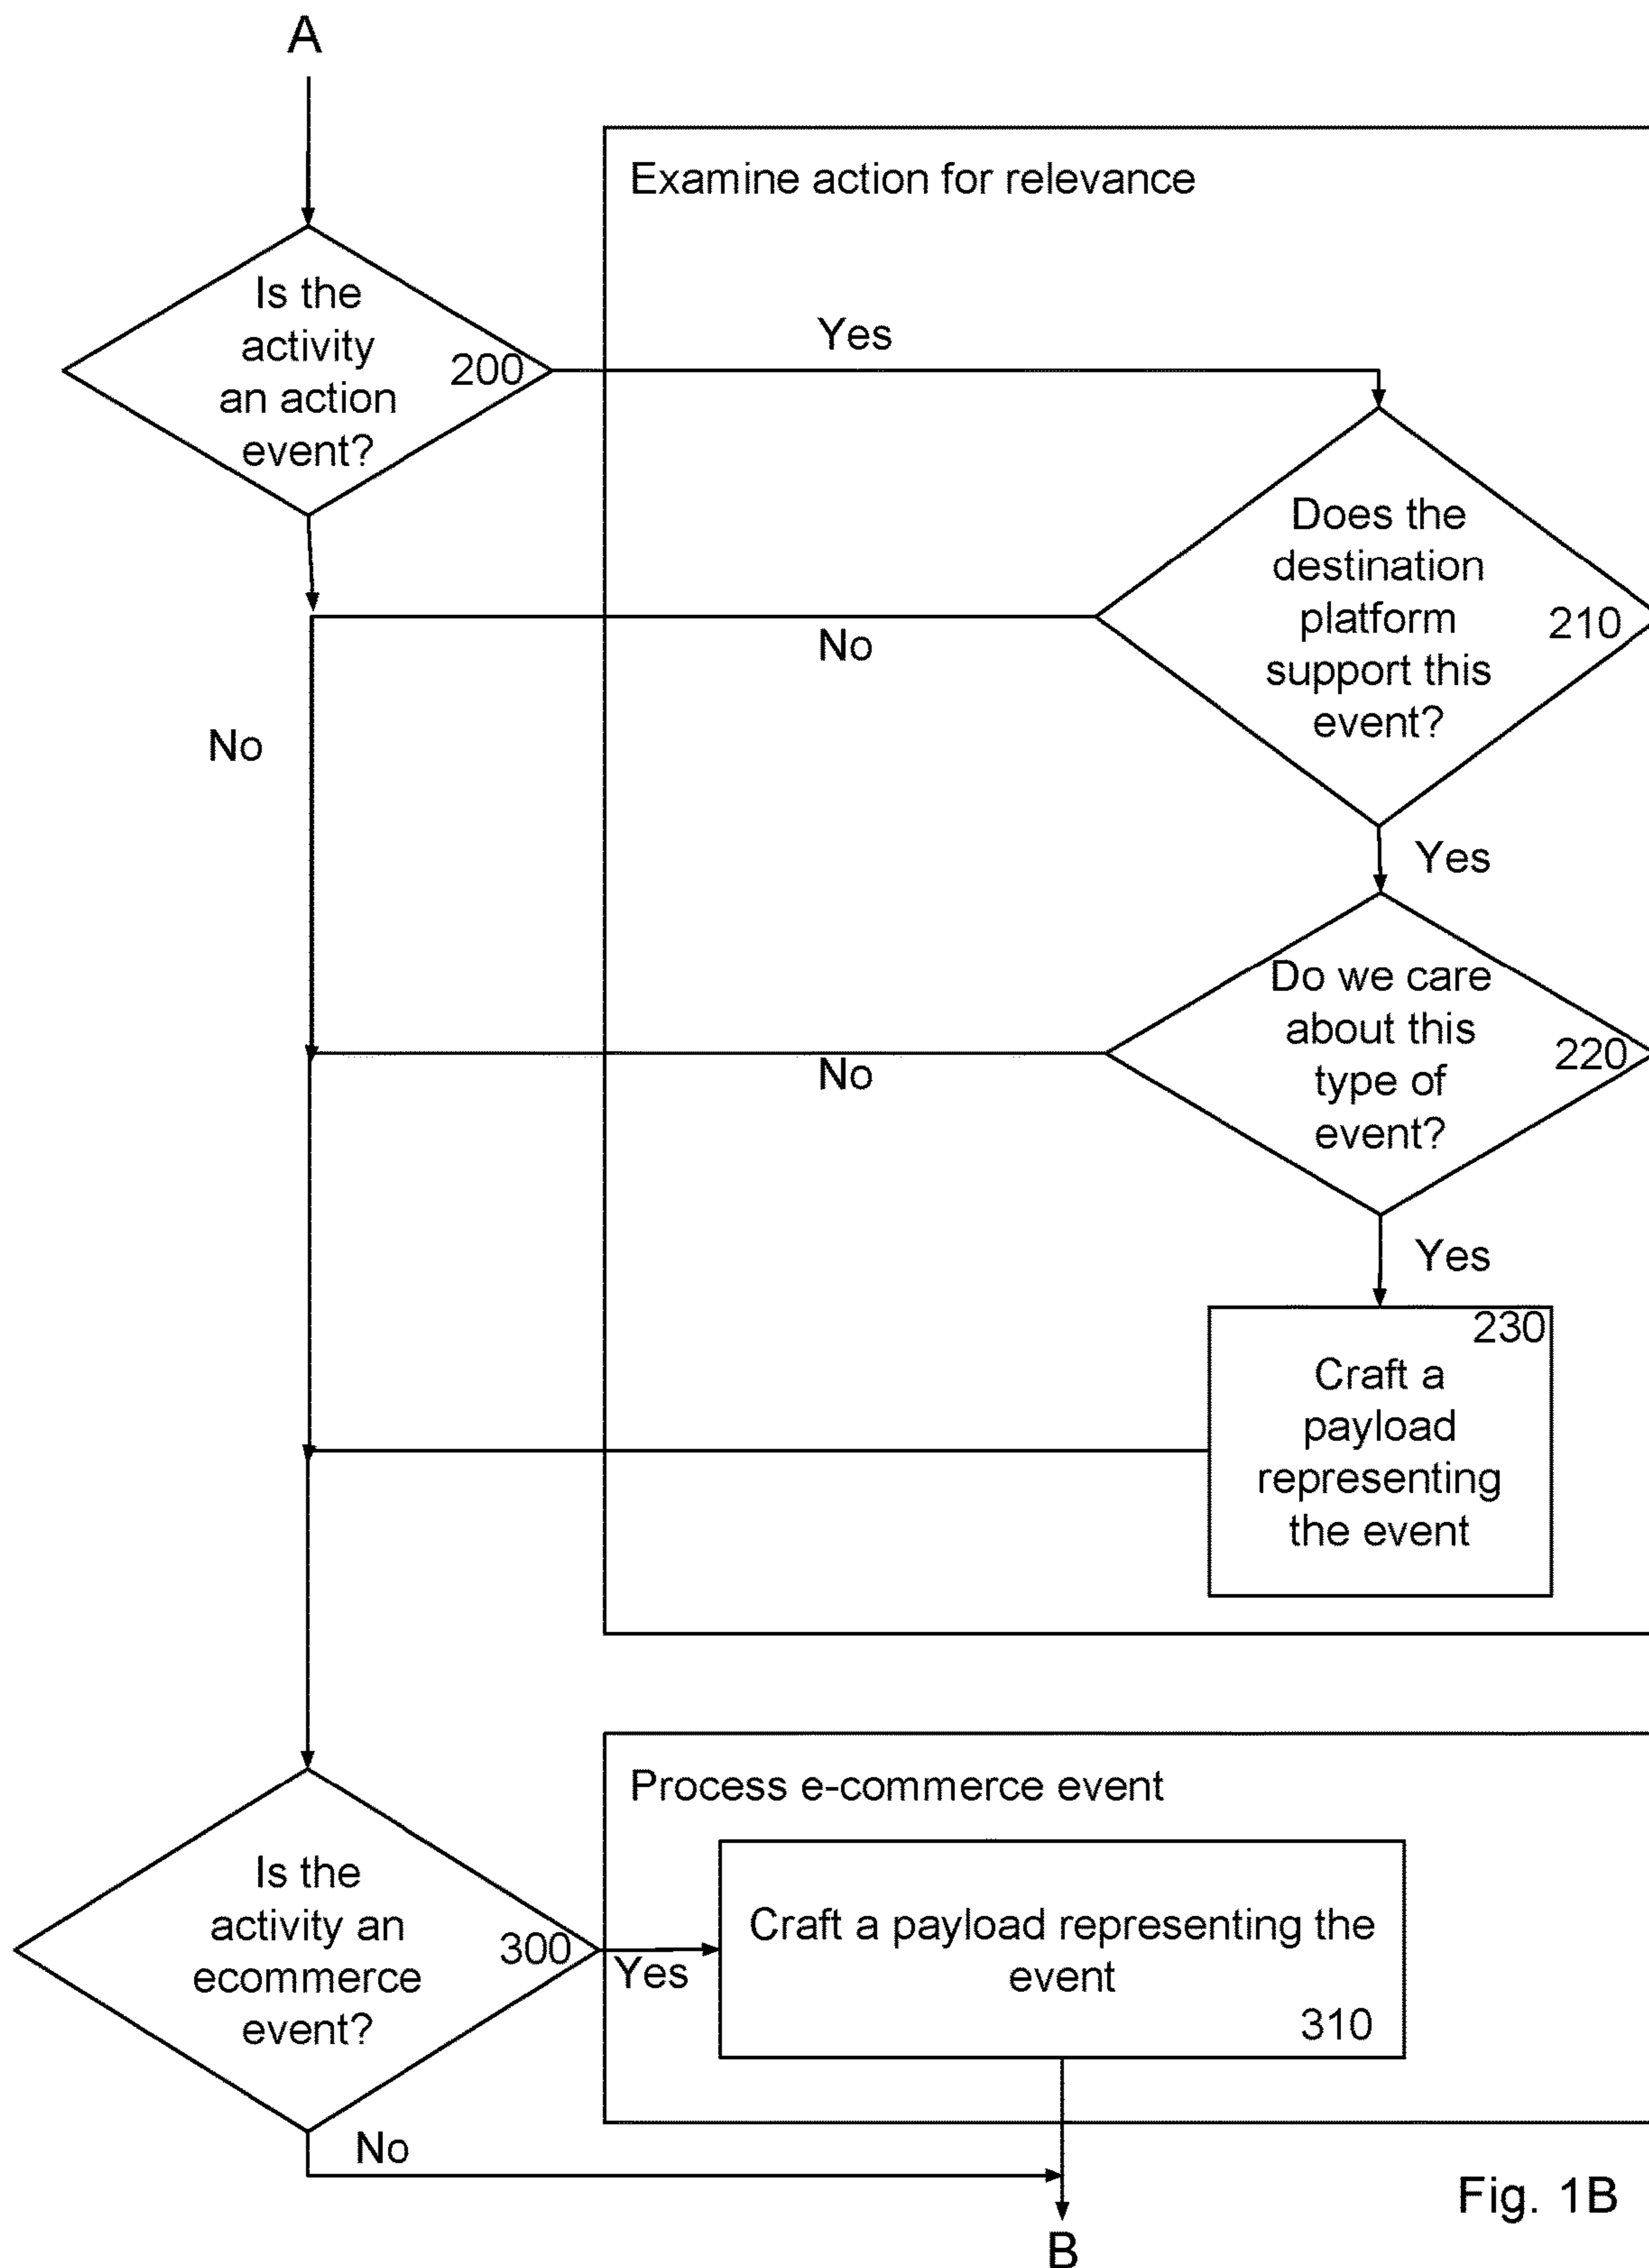 A
Examine action for relevance
Is the
activity
an action
event?
200
Yes
Does the
destination
platform
support this
event?
210
No
No
Yes
Do we care
about this
type of
event?
220
No
Yes
230
Craft a
payload
representing
the event
Process e-commerce event
Is the
activity an
ecommerce
event?
300
Yes
Craft a payload representing the
event
310
No
B
Fig. 1B